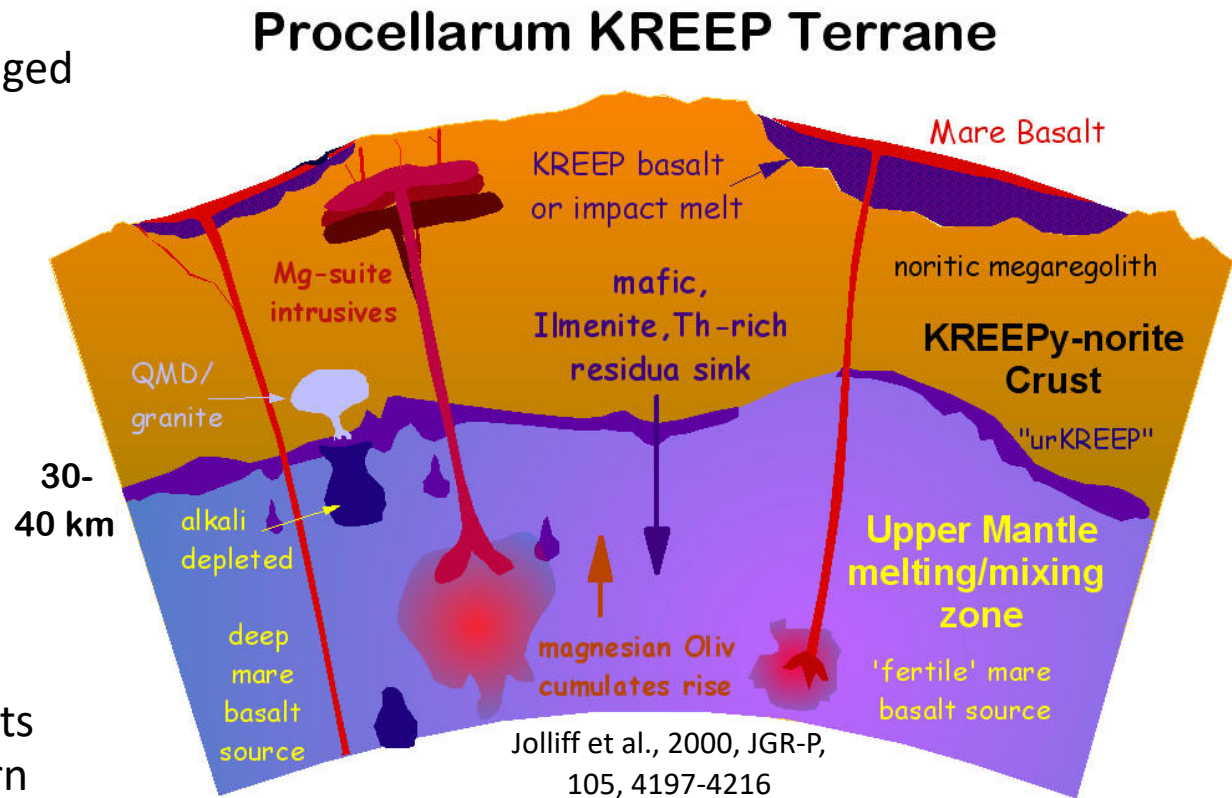 Procellarum KREEP Terrane
ged
Mare Basalt
KREEP basalt
or impact melt
noritic megaregolith
Mg-suite
intrusives
mafic,
Ilmenite,Th-rich
residua sink
KREEPy-norite
Crust
QMD/
granite
"urKREEP"
30-
40 km
alkali
depleted
Upper Mantle
melting/mixing
zone
deep
mare
basalt
source
magnesian Oliv
cumulates rise
'fertile' mare
basalt source
ts
rn
Jolliff et al., 2000, JGR-P,
105, 4197-4216